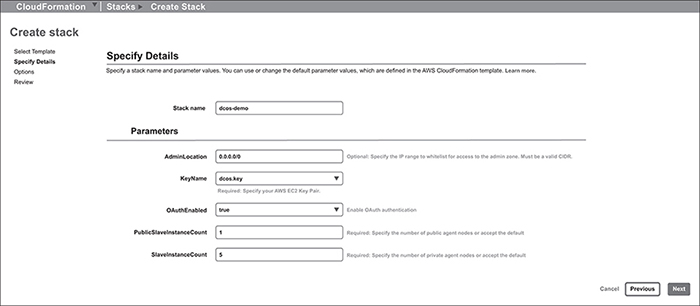 CloudFormation ▼ | Stacks ▶ Create Stack
Create stack
Select Template
Specify Details
Options
Review
Specify Details
Specify a stack name and parameter values. You can use or change the default parameter values, which are defined in the AWS CloudFormation template. Learn more.
Stack name dcos-demo
Parameters
AdminLocation 0.0.0.0/0 Optional: Specify the IP range to whitelist for access to the admin zone. Must be a valid CIDR.
KeyName dcos.key
Required: Specify your AWS EC2 Key Pair.
OAuthEnabled true Enable OAuth authentication
PublicSlaveInstanceCount 1 Required: Specify the number of public agent nodes or accept the default
SlaveInstanceCount 5 Required: Specify the number of private agent nodes or accept the default
Cancel Previous Next